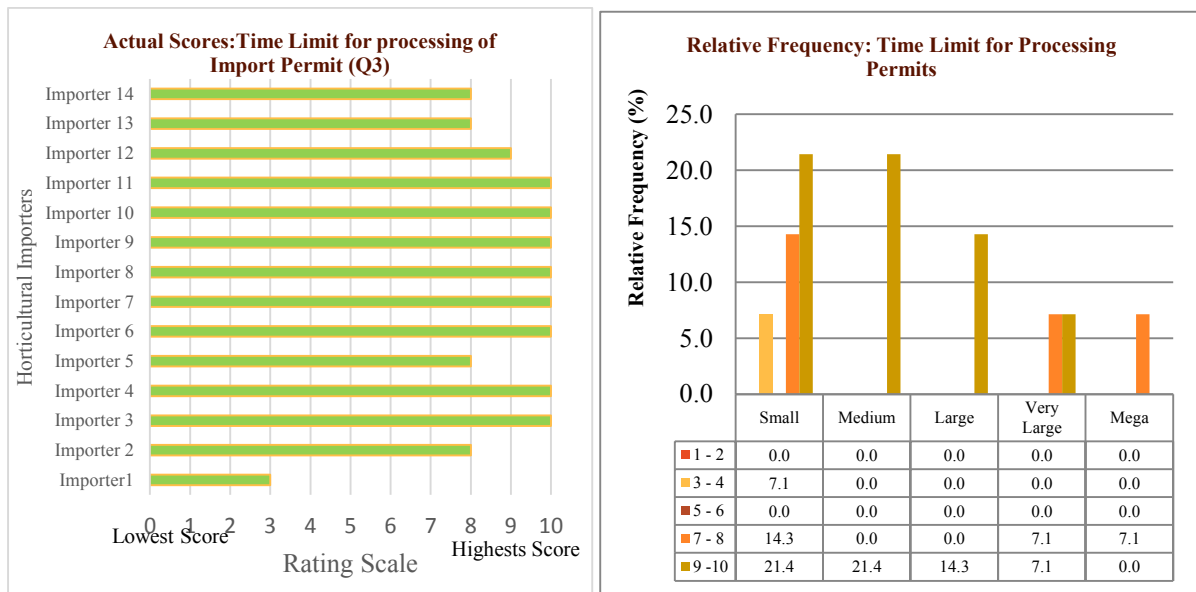 Actual Scores:Time Limit for processing of
Import Permit (Q3)
Horticultural Importers
Importer 14
Importer 13
Importer 12
Importer 11
Importer 10
Importer 9
Importer 8
Importer 7
Importer 6
Importer 5
Importer 4
Importer 3
Importer 2
Importer1
0 1 2 3 4 5 6 7 8 9 10
Lowest Score Highests Score
Rating Scale
Relative Frequency: Time Limit for Processing
Permits
Relative Frequency (%)
25.0
20.0
15.0
10.0
5.0
0.0
Small Medium Large Very Large Mega
1 - 2 0.0 0.0 0.0 0.0 0.0
3 - 4 7.1 0.0 0.0 0.0 0.0
5 - 6 0.0 0.0 0.0 0.0 0.0
7 - 8 14.3 0.0 0.0 7.1 7.1
9 -10 21.4 21.4 14.3 7.1 0.0